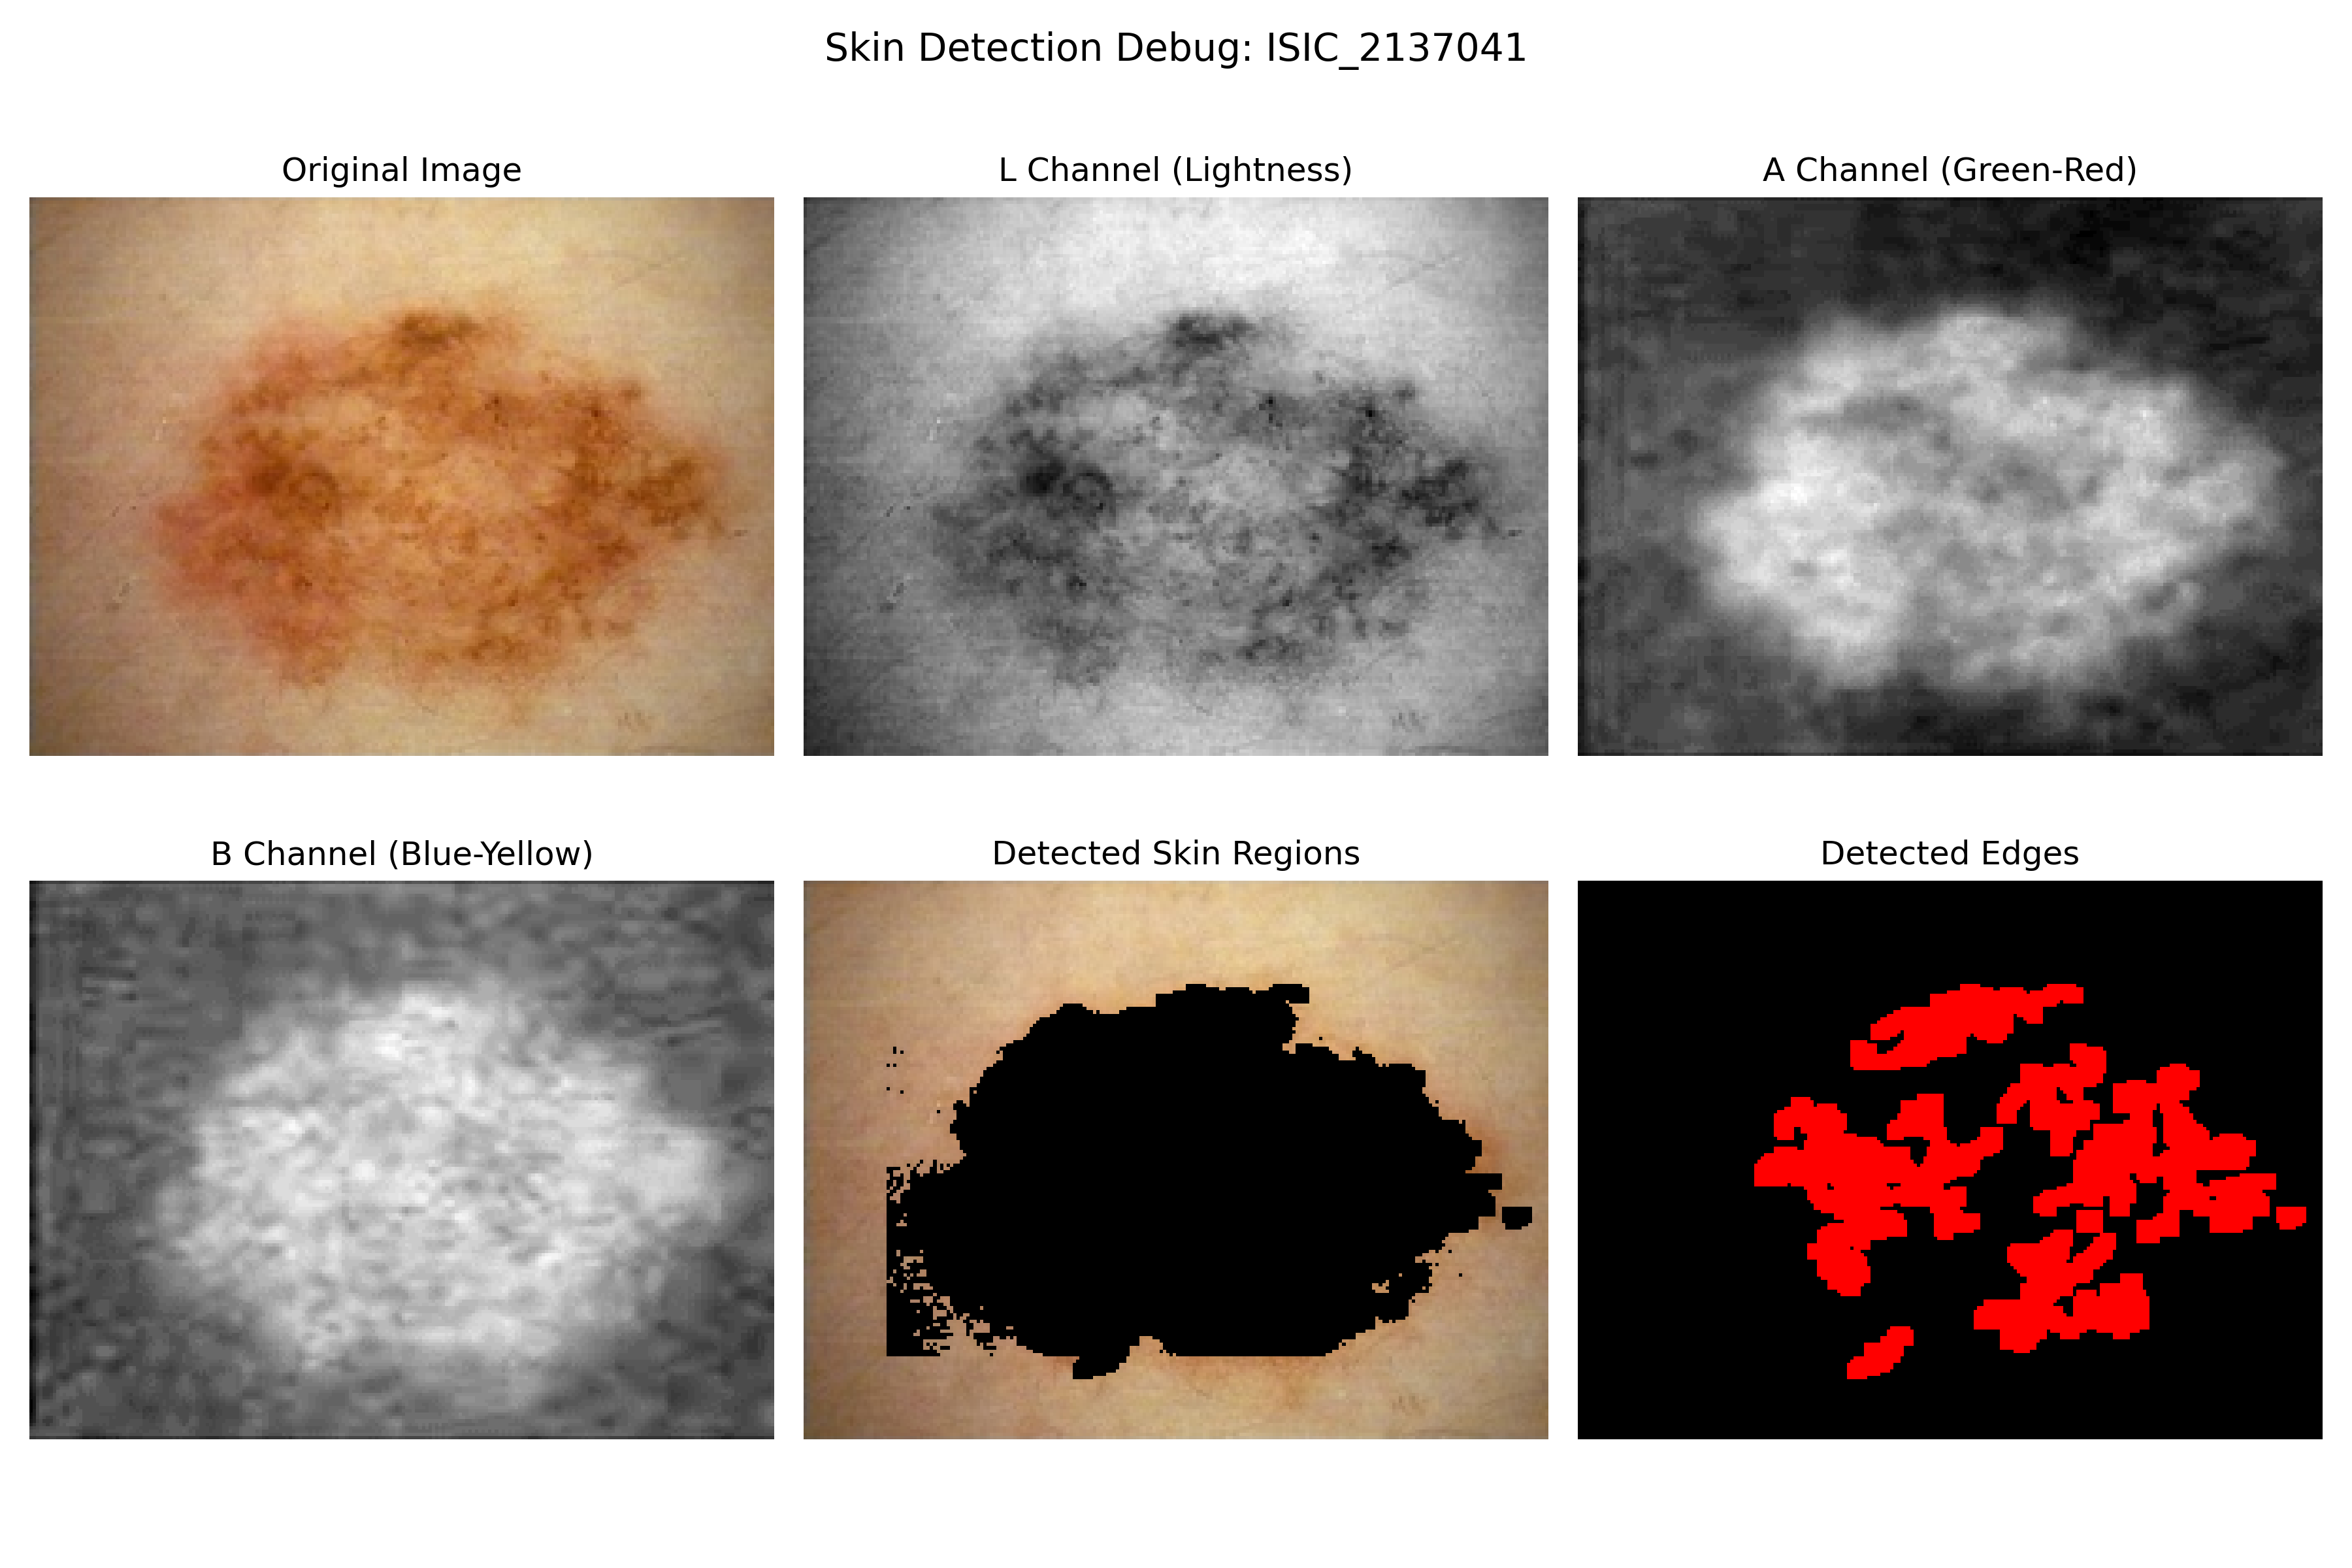 Skin Detection Debug: ISIC_2137041
Original Image
L Channel (Lightness)
A Channel (Green-Red)
B Channel (Blue-Yellow)
Detected Skin Regions
Detected Edges